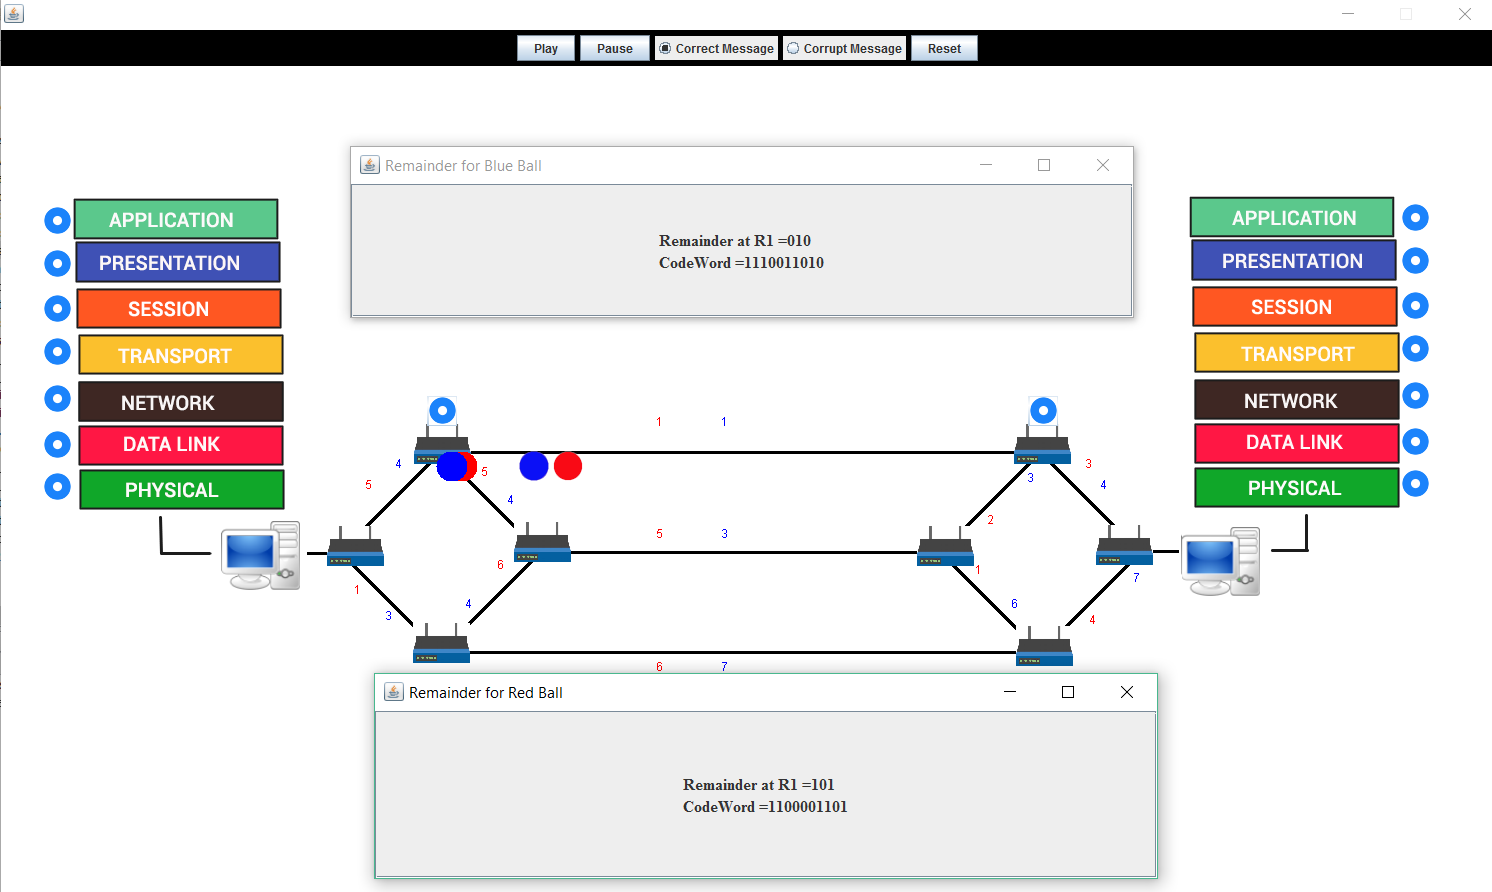 Play Pause Correct Message Corrupt Message Reset
Remainder for Blue Ball
Remainder at R1 =010
CodeWord =1110011010
APPLICATION
PRESENTATION
SESSION
TRANSPORT
NETWORK
DATA LINK
PHYSICAL
APPLICATION
PRESENTATION
SESSION
TRANSPORT
NETWORK
DATA LINK
PHYSICAL
1 1
4 5 3
5 3 4
4 2
5 3
6 1 7
1 4 6
3 4
6 7
Remainder for Red Ball
Remainder at R1 =101
CodeWord =1100001101